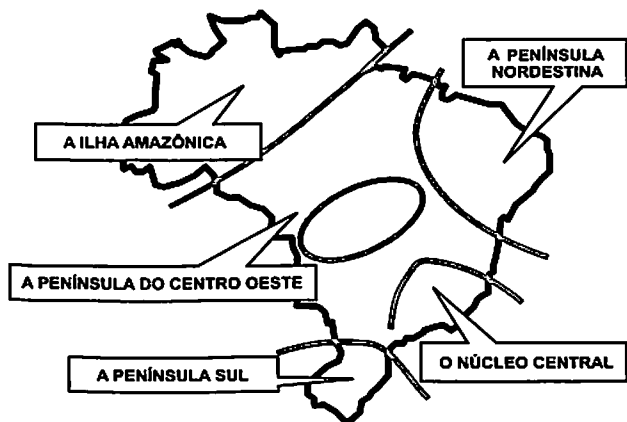 A PENÍNSULA
NORDESTINA
A ILHA AMAZÔNICA
A PENÍNSULA DO CENTRO OESTE
O NÚCLEO CENTRAL
A PENÍNSULA SUL